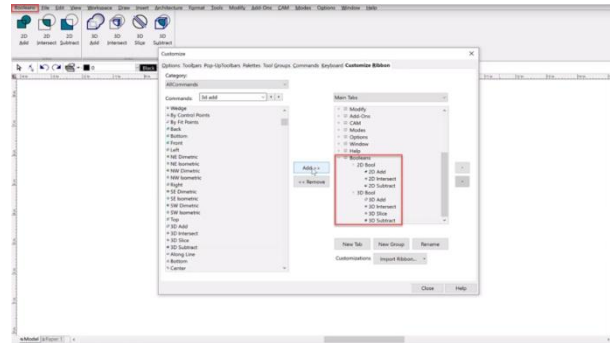 Booleans File Edit View Workspace Draw Insert Architecture Format Tools Modify Add-Ons CAM Modes Options Window Help
2D Add
2D Intersect
2D Subtract
3D Add
3D Intersect
3D Slice
3D Subtract
Block
Customize
Options Toolbars Pop-UpToolbars Palettes Tool Groups Commands Keyboard Customize Ribbon
Category:
AllCommands
Commands: 3d add
Wedge
By Control Points
By Fit Points
Back
Bottom
Front
Left
NE Dimetric
NE Isometric
NW Dimetric
NW Isometric
Right
SE Dimetric
SE Isometric
SW Dimetric
SW Isometric
Top
3D Add
3D Intersect
3D Slice
3D Subtract
Along Line
Bottom
Center
Add >>
<< Remove
Main Tabs
Modify
Add-Ons
CAM
Modes
Options
Window
Help
Booleans
2D Bool
2D Add
2D Intersect
2D Subtract
3D Bool
3D Add
3D Intersect
3D Slice
3D Subtract
New Tab New Group Rename
Customizations: Import Ribbon...
Close Help
Model Paper 1